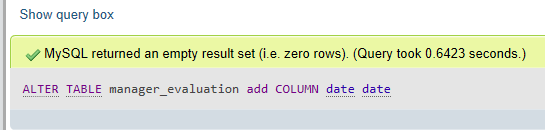 Show query box
MySQL returned an empty result set (i.e. zero rows). (Query took 0.6423 seconds.)
ALTER TABLE manager_evaluation add COLUMN date date